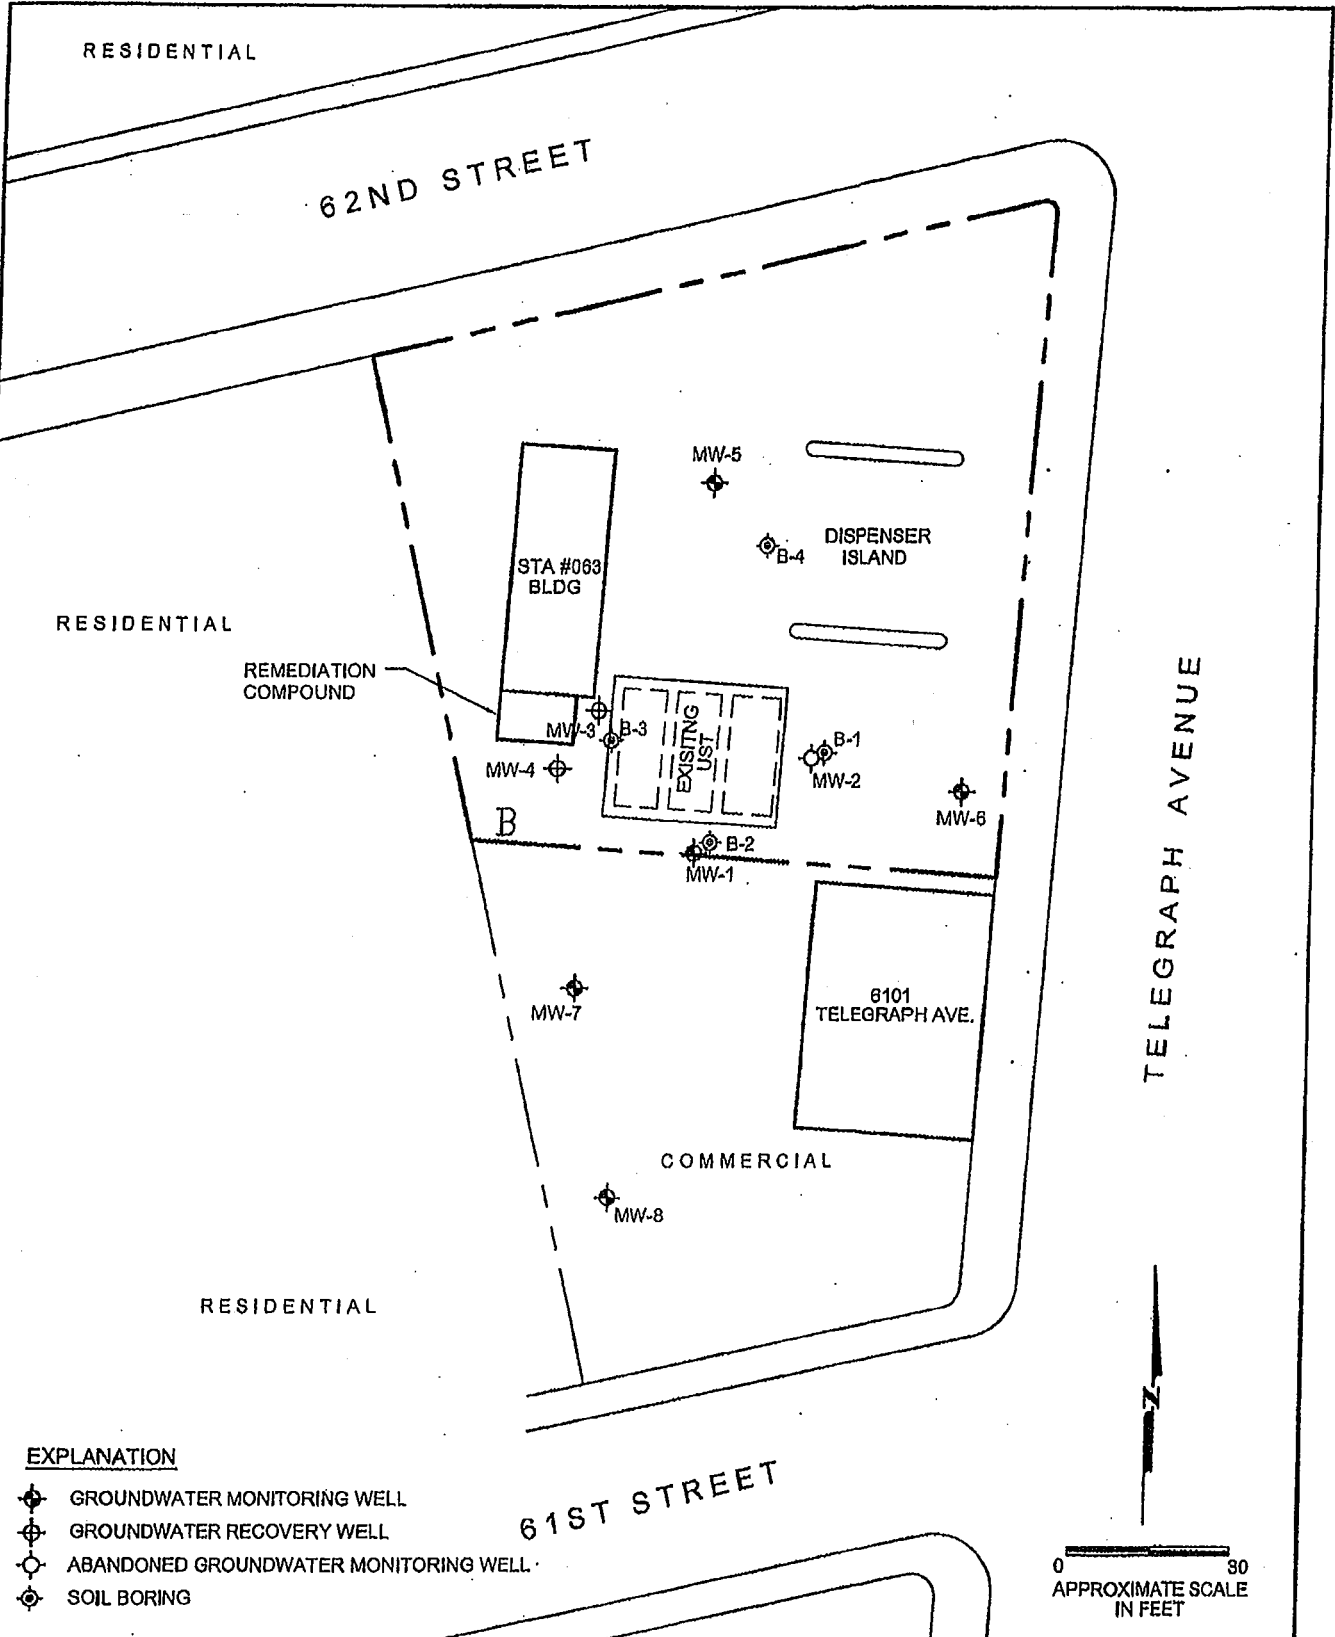 RESIDENTIAL
62ND STREET
MW-5
B-4
DISPENSER
ISLAND
STA #063
BLDG
RESIDENTIAL
REMEDIATION
COMPOUND
MW-3
B-3
EXISITNG
UST
B-1
MW-2
MW-4
MW-6
B
B-2
MW-1
TELEGRAPH AVENUE
MW-7
6101
TELEGRAPH AVE.
COMMERCIAL
MW-8
RESIDENTIAL
N
EXPLANATION
GROUNDWATER MONITORING WELL
GROUNDWATER RECOVERY WELL
ABANDONED GROUNDWATER MONITORING WELL
SOIL BORING
61ST STREET
0 30
APPROXIMATE SCALE
IN FEET